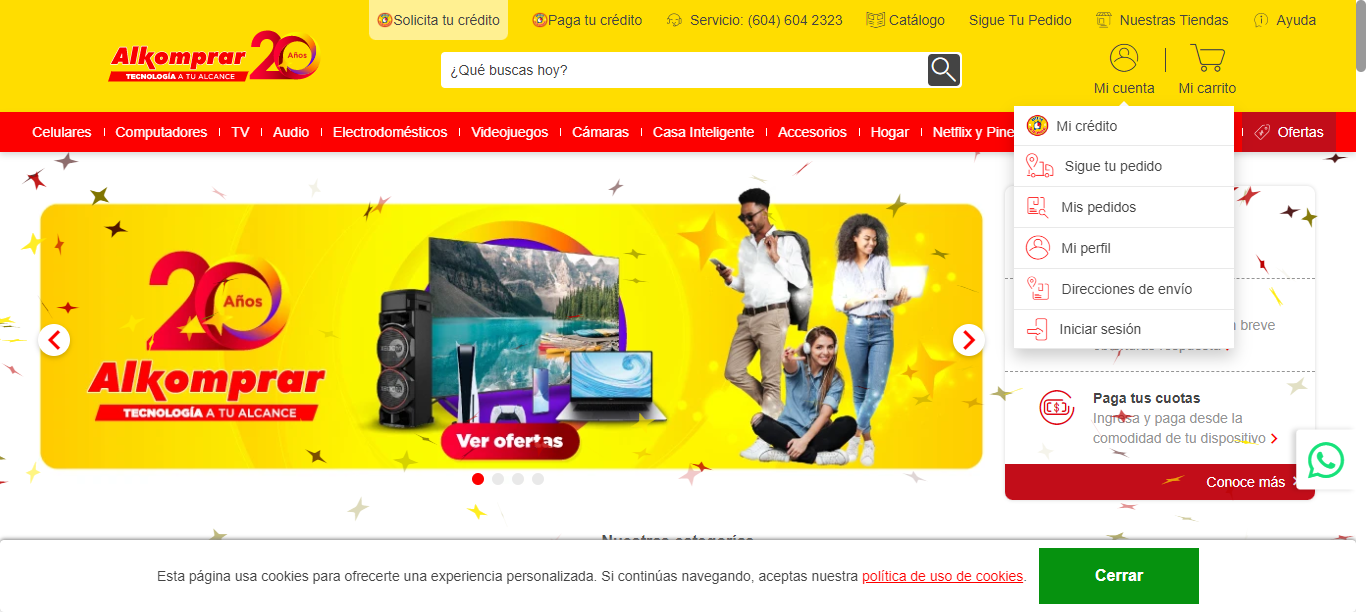 Solicita tu crédito
Paga tu crédito
Servicio: (604) 604 2323
Catálogo
Sigue Tu Pedido
Nuestras Tiendas
Ayuda
Alkomprar 20 Años
TECNOLOGÍA A TU ALCANCE
¿Qué buscas hoy?
Mi cuenta
Mi carrito
Celulares
Computadores
TV
Audio
Electrodomésticos
Videojuegos
Cámaras
Casa Inteligente
Accesorios
Hogar
Netflix y Pine
Ofertas
Mi crédito
Sigue tu pedido
Mis pedidos
Mi perfil
Direcciones de envío
Iniciar sesión
20 Años
Alkomprar
TECNOLOGÍA A TU ALCANCE
Ver ofertas
breve
Paga tus cuotas
Ingresa y paga desde la
comodidad de tu dispositivo
Conoce más
Nuestras categorías
Esta página usa cookies para ofrecerte una experiencia personalizada. Si continúas navegando, aceptas nuestra política de uso de cookies.
Cerrar